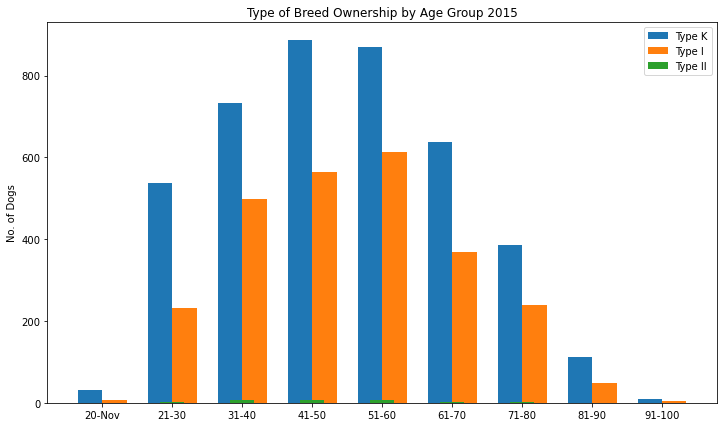 Type of Breed Ownership by Age Group 2015
Type K
Type I
Type II
No. of Dogs
800
600
400
200
0
20-Nov 21-30 31-40 41-50 51-60 61-70 71-80 81-90 91-100